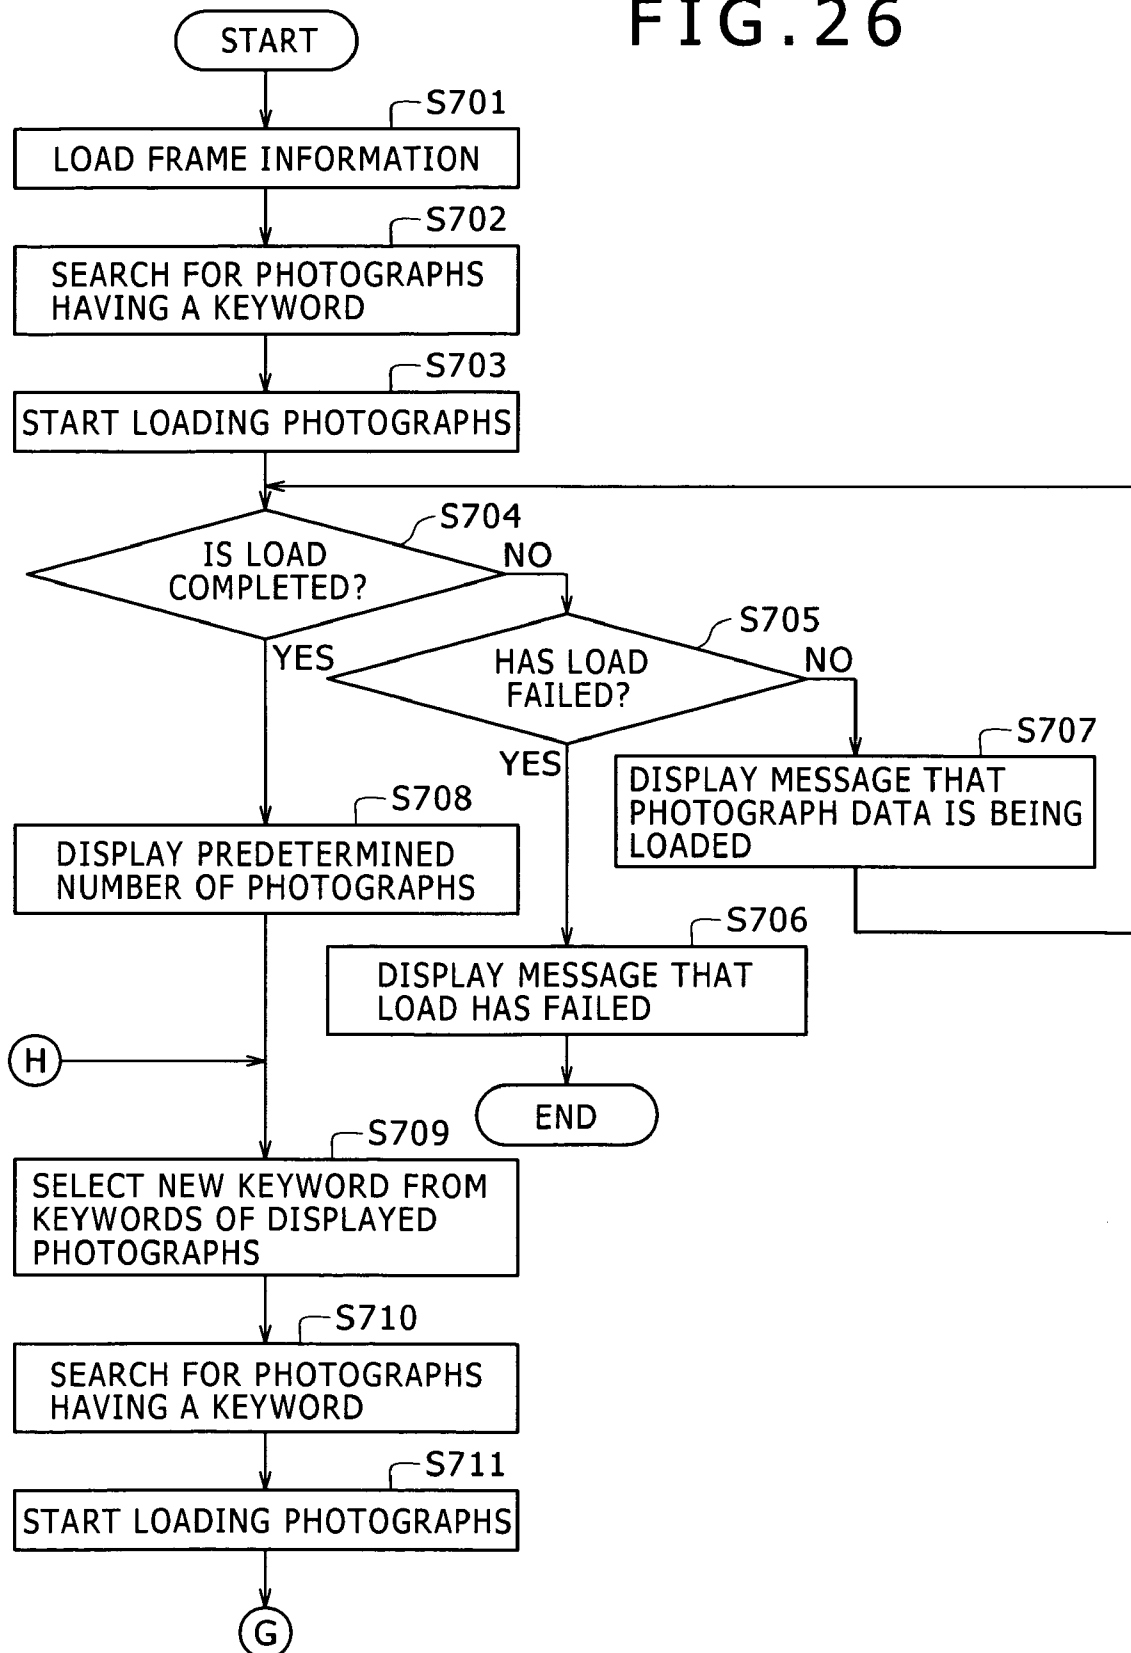 FIG.26
START
S701
LOAD FRAME INFORMATION
S702
SEARCH FOR PHOTOGRAPHS
HAVING A KEYWORD
S703
START LOADING PHOTOGRAPHS
S704
IS LOAD
COMPLETED?
NO
YES
S705
HAS LOAD
FAILED?
NO
YES
S707
DISPLAY MESSAGE THAT
PHOTOGRAPH DATA IS BEING
LOADED
S708
DISPLAY PREDETERMINED
NUMBER OF PHOTOGRAPHS
S706
DISPLAY MESSAGE THAT
LOAD HAS FAILED
END
H
S709
SELECT NEW KEYWORD FROM
KEYWORDS OF DISPLAYED
PHOTOGRAPHS
S710
SEARCH FOR PHOTOGRAPHS
HAVING A KEYWORD
S711
START LOADING PHOTOGRAPHS
G